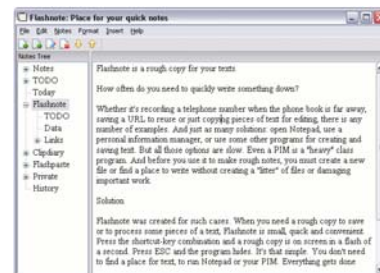 Flashnote: Place for your quick notes
File Edit Notes Format Insert Help
Notes Tree
Notes
TODO
Today
Flashnote
TODO
Data
Links
Clipdiary
Flashpaste
Private
History
Flashnote is a rough copy for your texts
How often do you need to quickly write something down?
Whether it's recording a telephone number when the phone book is far away,
saving a URL to reuse or just copying pieces of text for editing, there is any
number of examples. And just as many solutions: open Notepad, use a
personal information manager, or use some other programs for creating and
saving text. But all those options are slow. Even a PIM is a "heavy" class
program. And before you use it to make rough notes, you must create a new
file or find a place to write without creating a "litter" of files or damaging
important work.
Solution
Flashnote was created for such cases. When you need a rough copy to save
or to process some pieces of a text, Flashnote is small, quick and convenient.
Press the shortcut-key combination and a rough copy is on screen in a flash of
a second. Press ESC and the program hides. It's that simple. You don't need
to find a place for text, to run Notepad or your PIM. Everything gets done